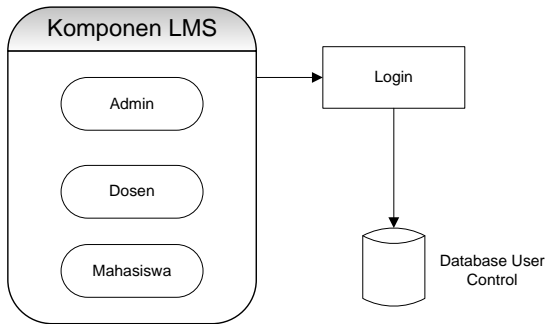 Komponen LMS
Admin
Dosen
Mahasiswa
Login
Database User
Control